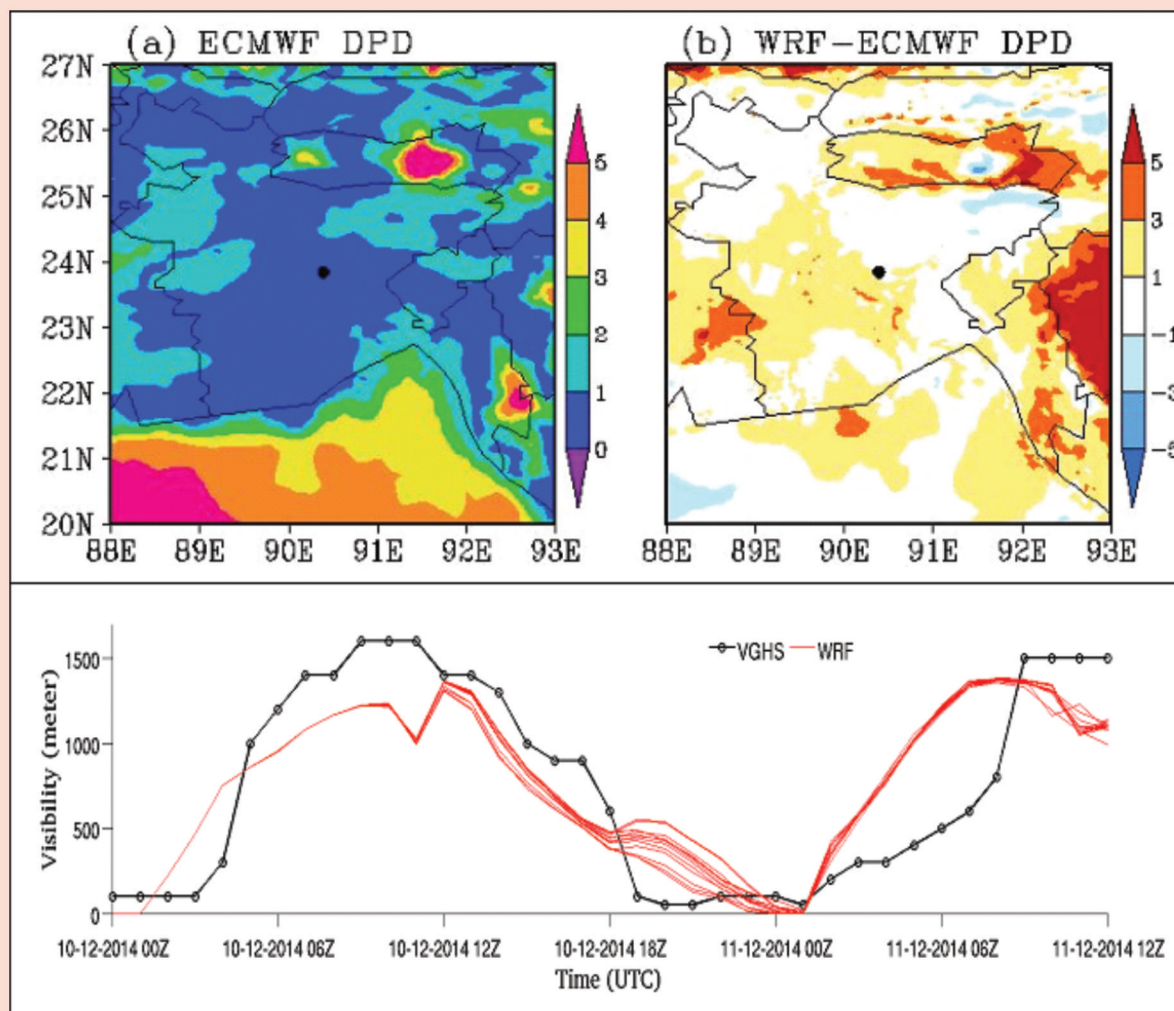 (a) ECMWF DPD
(b) WRF-ECMWF DPD
27N
26N
25N
24N
23N
22N
21N
20N
88E 89E 90E 91E 92E 93E
5
4
3
2
1
0
88E 89E 90E 91E 92E 93E
5
3
1
-1
-3
-5
VGHS WRF
Visibility (meter)
1500
1000
500
0
10-12-2014 00Z 10-12-2014 06Z 10-12-2014 12Z 10-12-2014 18Z 11-12-2014 00Z 11-12-2014 06Z 11-12-2014 12Z
Time (UTC)